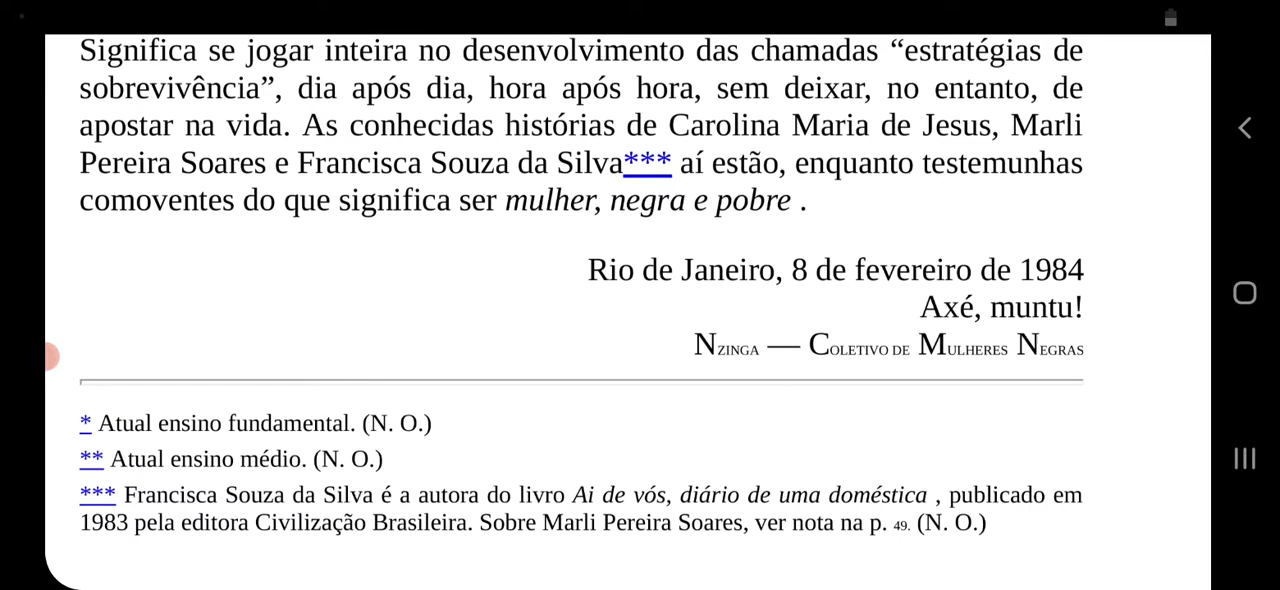 Significa se jogar inteira no desenvolvimento das chamadas “estratégias de
sobrevivência”, dia após dia, hora após hora, sem deixar, no entanto, de
apostar na vida. As conhecidas histórias de Carolina Maria de Jesus, Marli
Pereira Soares e Francisca Souza da Silva*** aí estão, enquanto testemunhas
comoventes do que significa ser mulher, negra e pobre .
Rio de Janeiro, 8 de fevereiro de 1984
Axé, muntu!
NZINGA — COLETIVO DE MULHERES NEGRAS
* Atual ensino fundamental. (N. O.)
** Atual ensino médio. (N. O.)
*** Francisca Souza da Silva é a autora do livro Ai de vós, diário de uma doméstica , publicado em
1983 pela editora Civilização Brasileira. Sobre Marli Pereira Soares, ver nota na p. 49. (N. O.)